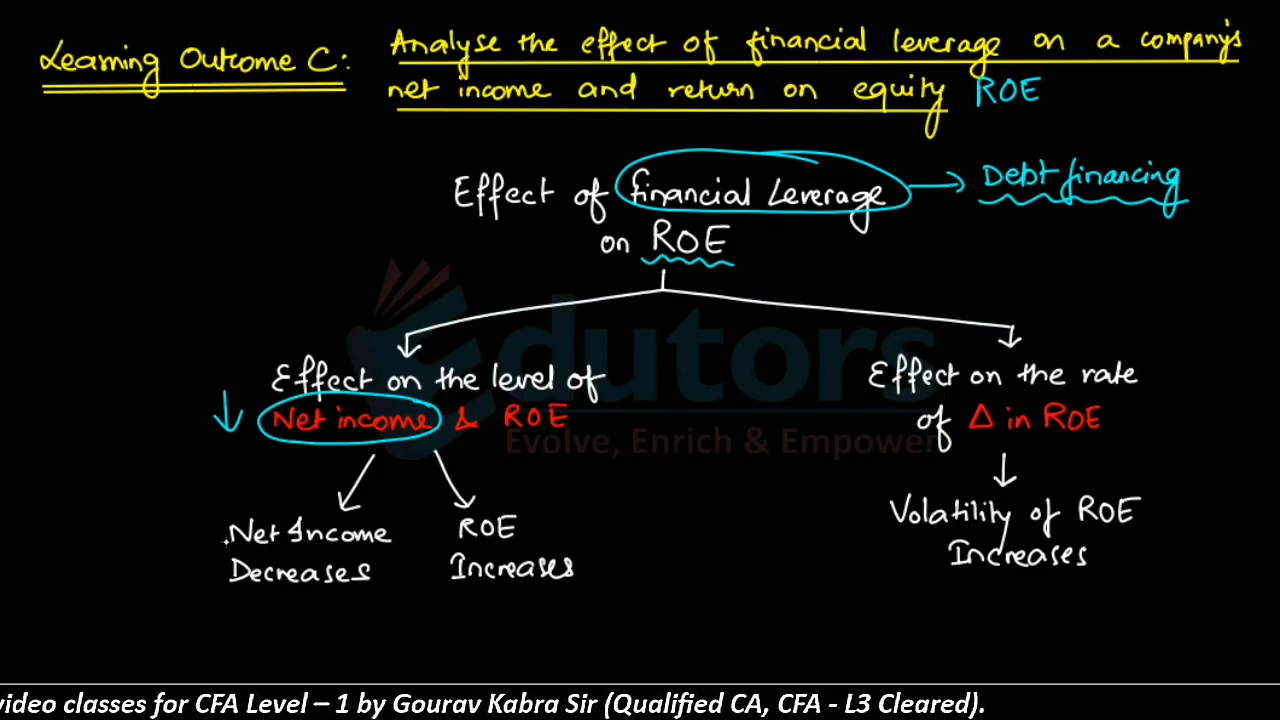 Learning Outcome C: Analyse the effect of financial leverage on a company's
net income and return on equity ROE
Effect of financial Leverage → Debt financing
on ROE
Effect on the level of
↓ Net income & ROE
Effect on the rate
of Δ in ROE
Net Income
Decreases
ROE
Increases
Volatility of ROE
Increases
Edutors
Evolve, Enrich & Empower
video classes for CFA Level – 1 by Gourav Kabra Sir (Qualified CA, CFA - L3 Cleared).